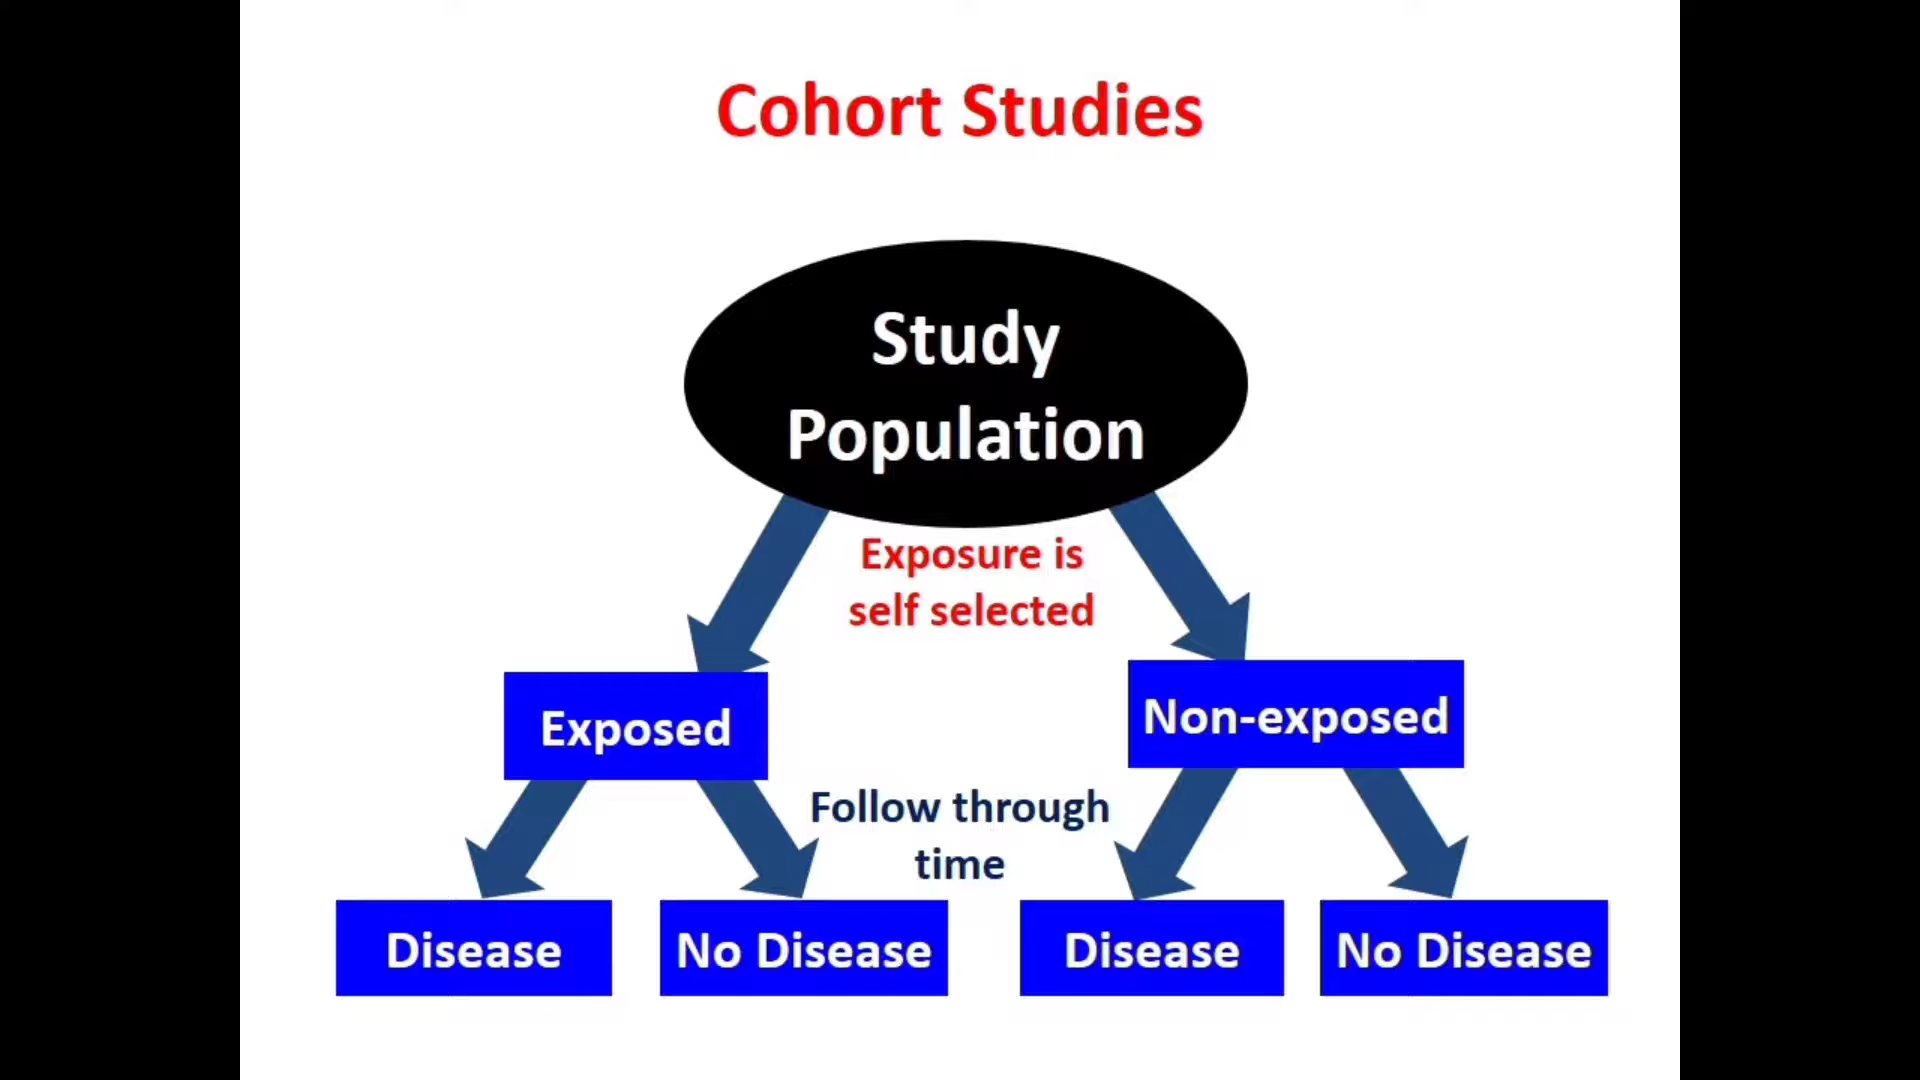 Cohort Studies
Study
Population
Exposure is
self selected
Exposed
Non-exposed
Follow through
time
Disease
No Disease
Disease
No Disease